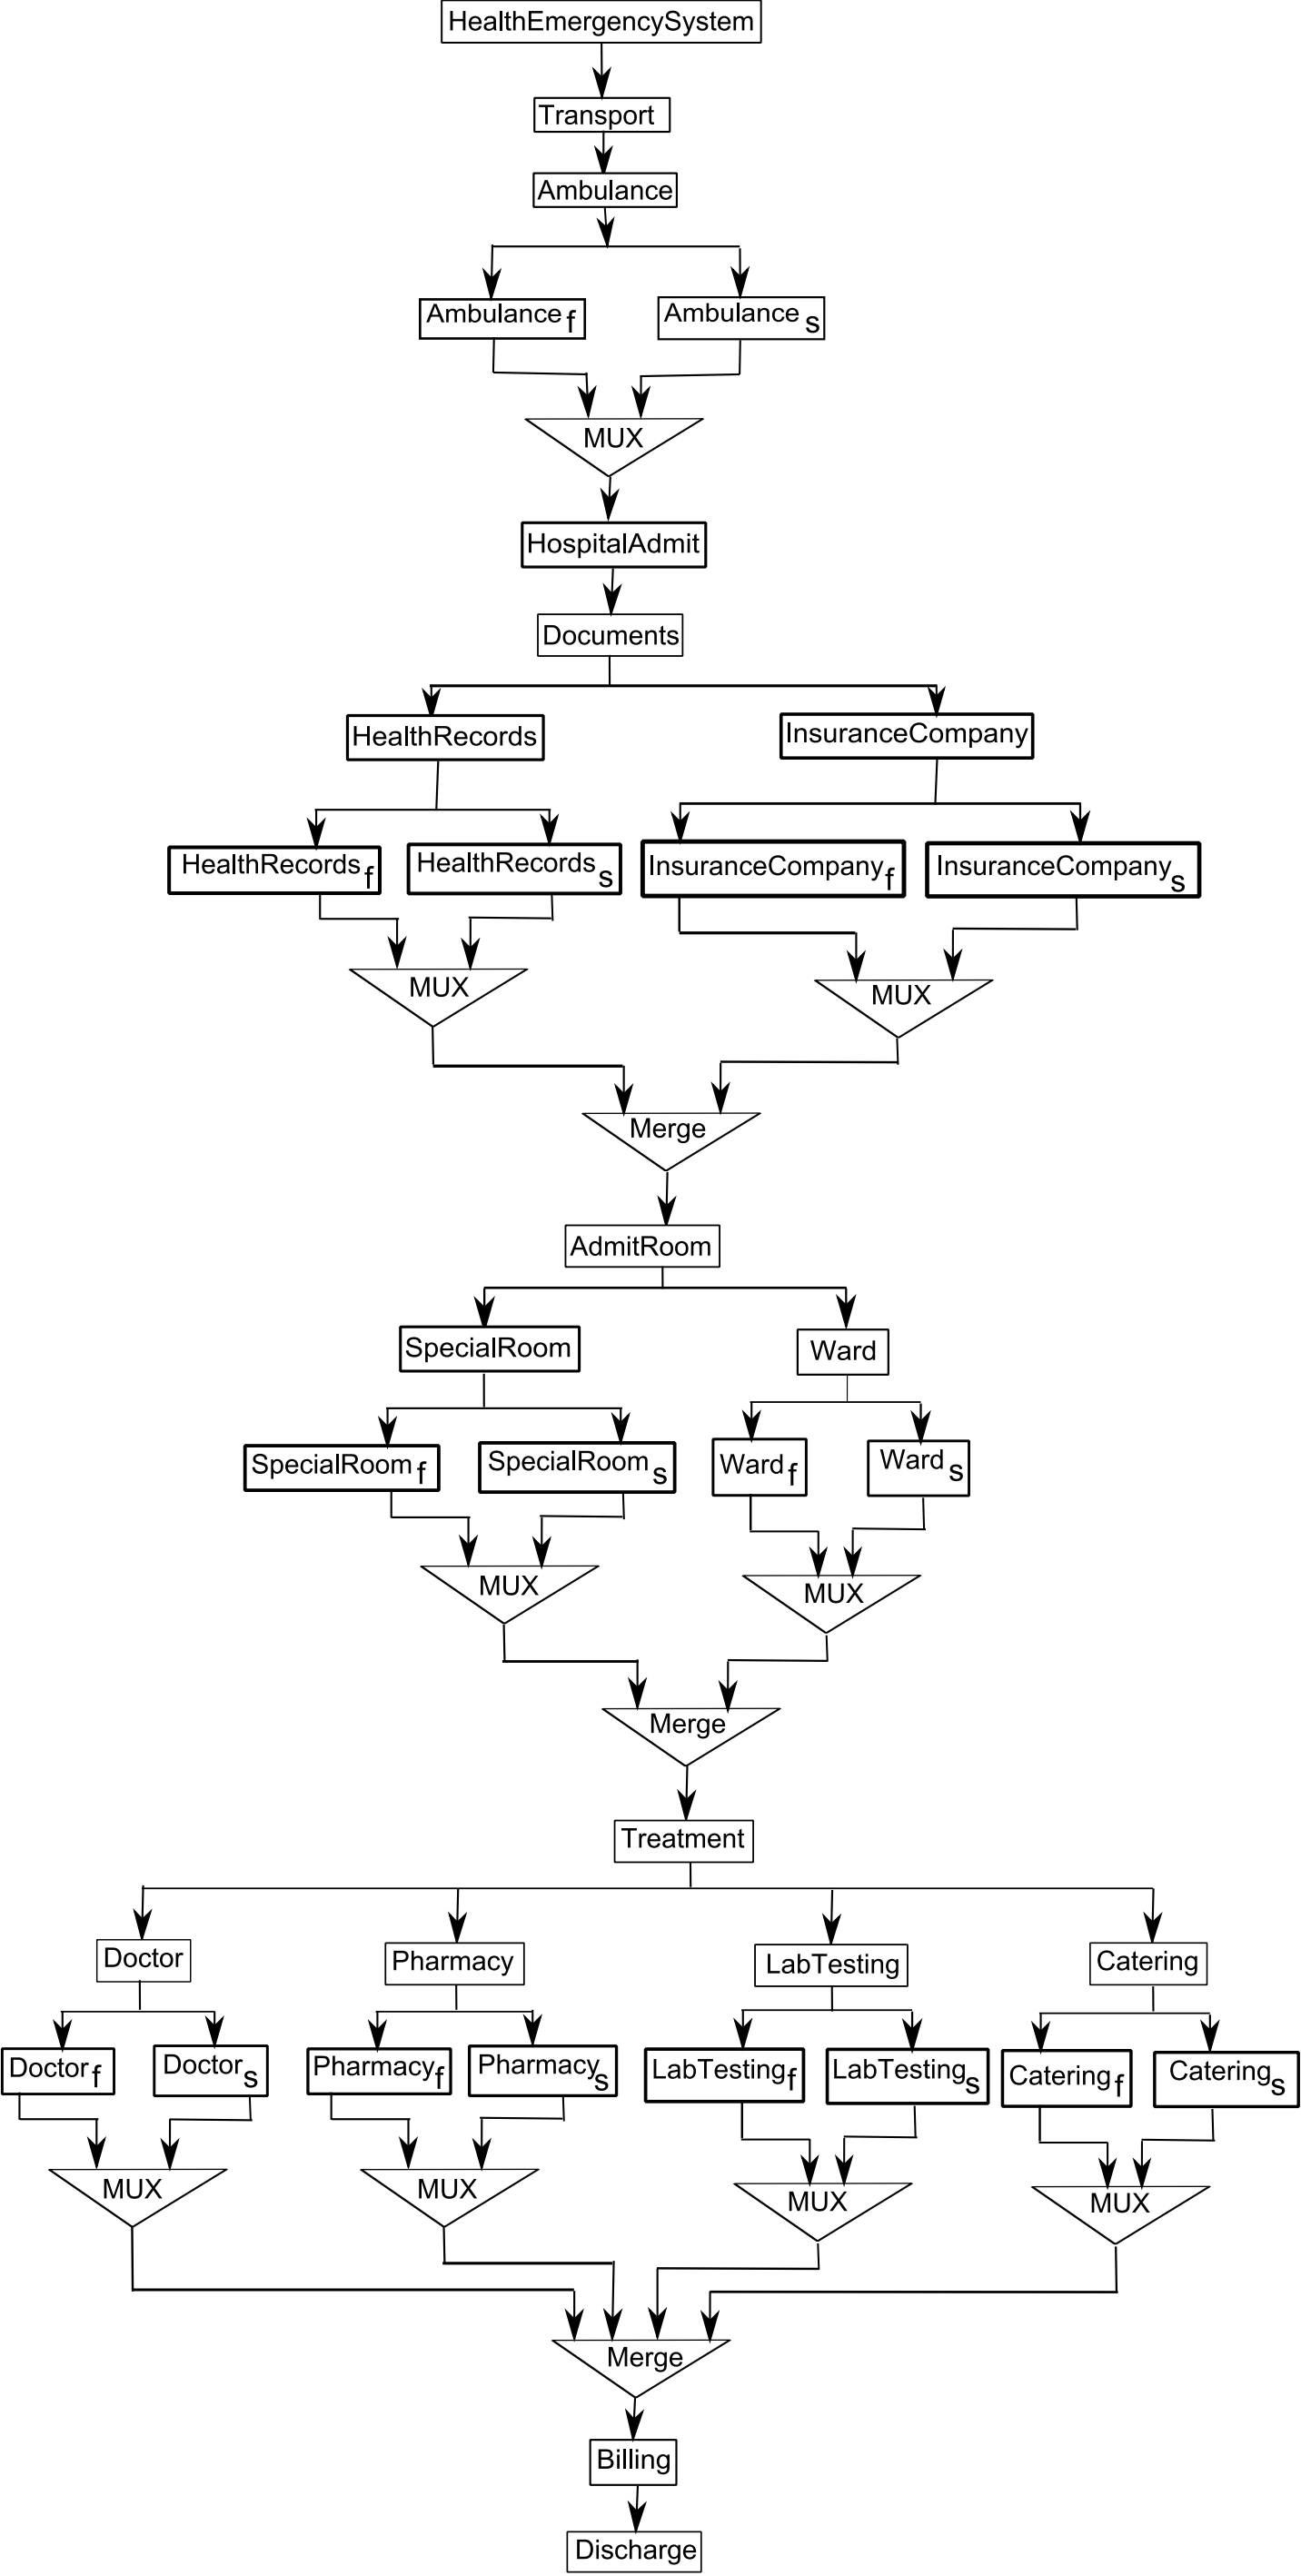 HealthEmergencySystem
Transport
Ambulance
Ambulancef Ambulances
MUX
HospitalAdmit
Documents
HealthRecords InsuranceCompany
HealthRecordsf HealthRecordss InsuranceCompanyf InsuranceCompanys
MUX MUX
Merge
AdmitRoom
SpecialRoom Ward
SpecialRoomf SpecialRooms Wardf Wards
MUX MUX
Merge
Treatment
Doctor Pharmacy LabTesting Catering
Doctorf Doctors Pharmacyf Pharmacys LabTestingf LabTestings Cateringf Caterings
MUX MUX MUX MUX
Merge
Billing
Discharge